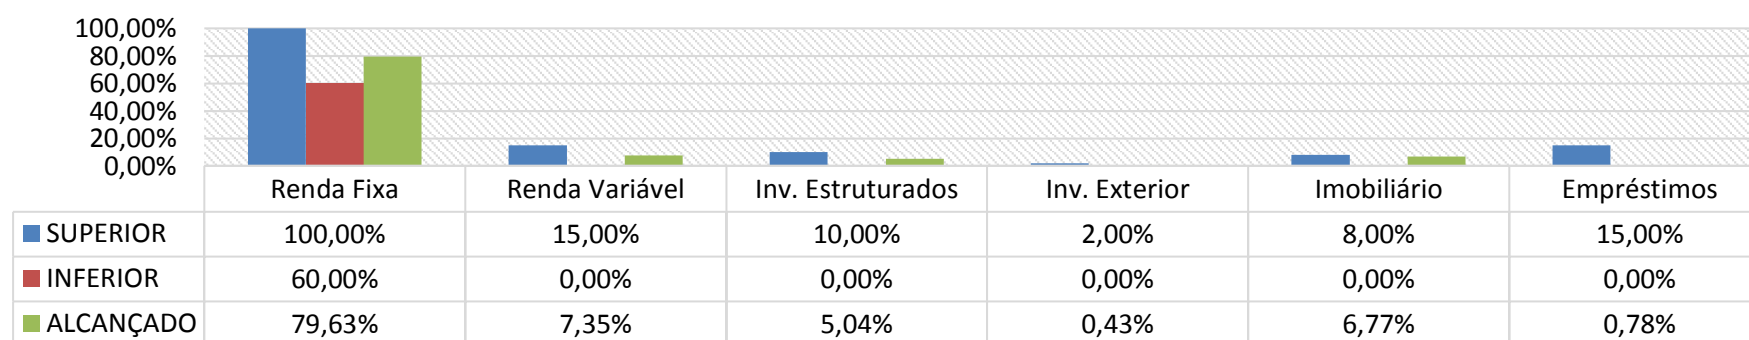 100,00%
80,00%
60,00%
40,00%
20,00%
0,00%
Renda Fixa Renda Variável Inv. Estruturados Inv. Exterior Imobiliário Empréstimos
SUPERIOR 100,00% 15,00% 10,00% 2,00% 8,00% 15,00%
INFERIOR 60,00% 0,00% 0,00% 0,00% 0,00% 0,00%
ALCANÇADO 79,63% 7,35% 5,04% 0,43% 6,77% 0,78%